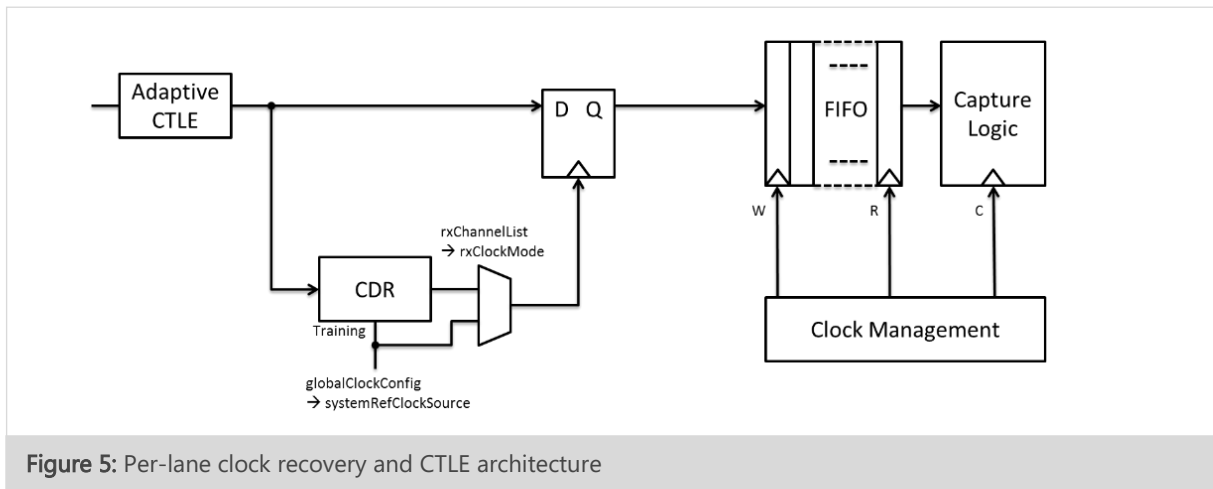 Adaptive
CTLE
D Q
FIFO
Capture
Logic
W
R
C
rxChannelList
→ rxClockMode
CDR
Training
Clock Management
globalClockConfig
→ systemRefClockSource
Figure 5: Per-lane clock recovery and CTLE architecture